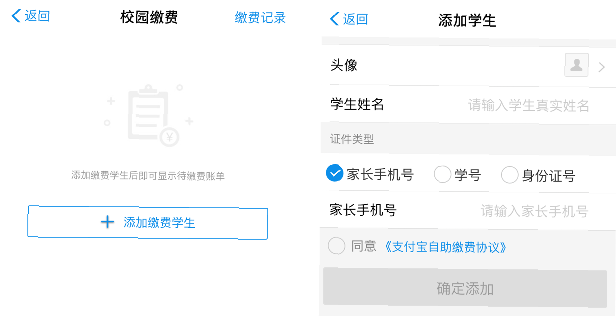 返回 校园缴费 缴费记录
添加缴费学生后即可显示待缴费账单
添加缴费学生
返回 添加学生
头像
学生姓名 请输入学生真实姓名
证件类型
家长手机号 学号 身份证号
家长手机号 请输入家长手机号
同意 《支付宝自助缴费协议》
确定添加